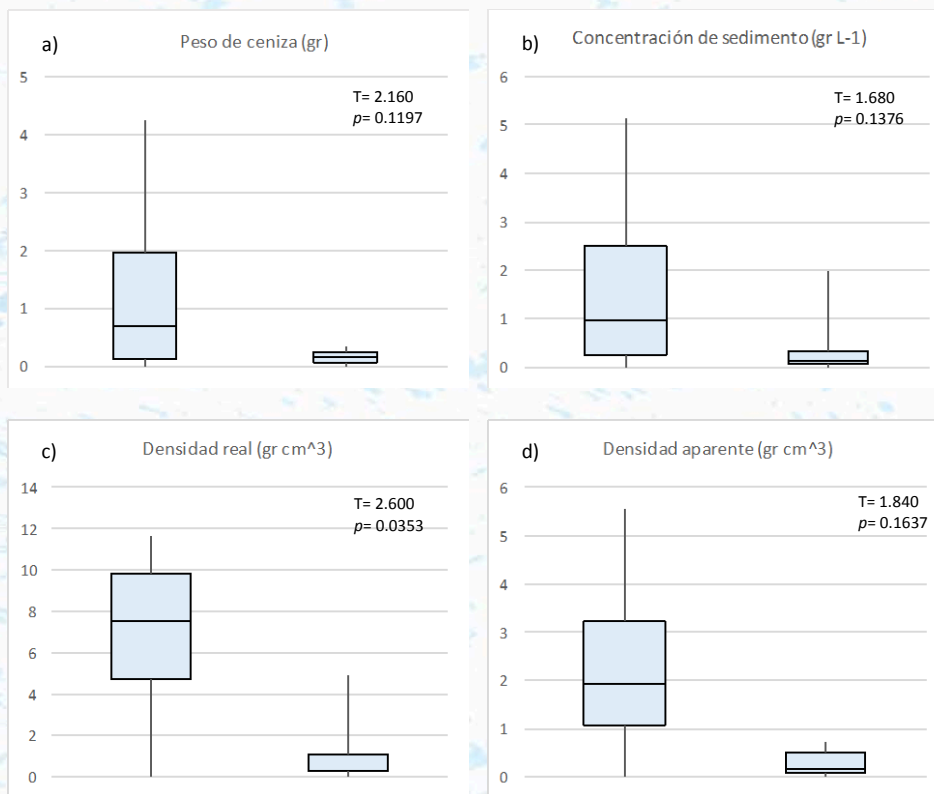 a)
Peso de ceniza (gr)
T= 2.160
p= 0.1197
5
4
3
2
1
0
b)
Concentración de sedimento (gr L-1)
T= 1.680
p= 0.1376
6
5
4
3
2
1
0
c)
Densidad real (gr cm^3)
T= 2.600
p= 0.0353
14
12
10
8
6
4
2
0
d)
Densidad aparente (gr cm^3)
T= 1.840
p= 0.1637
6
5
4
3
2
1
0